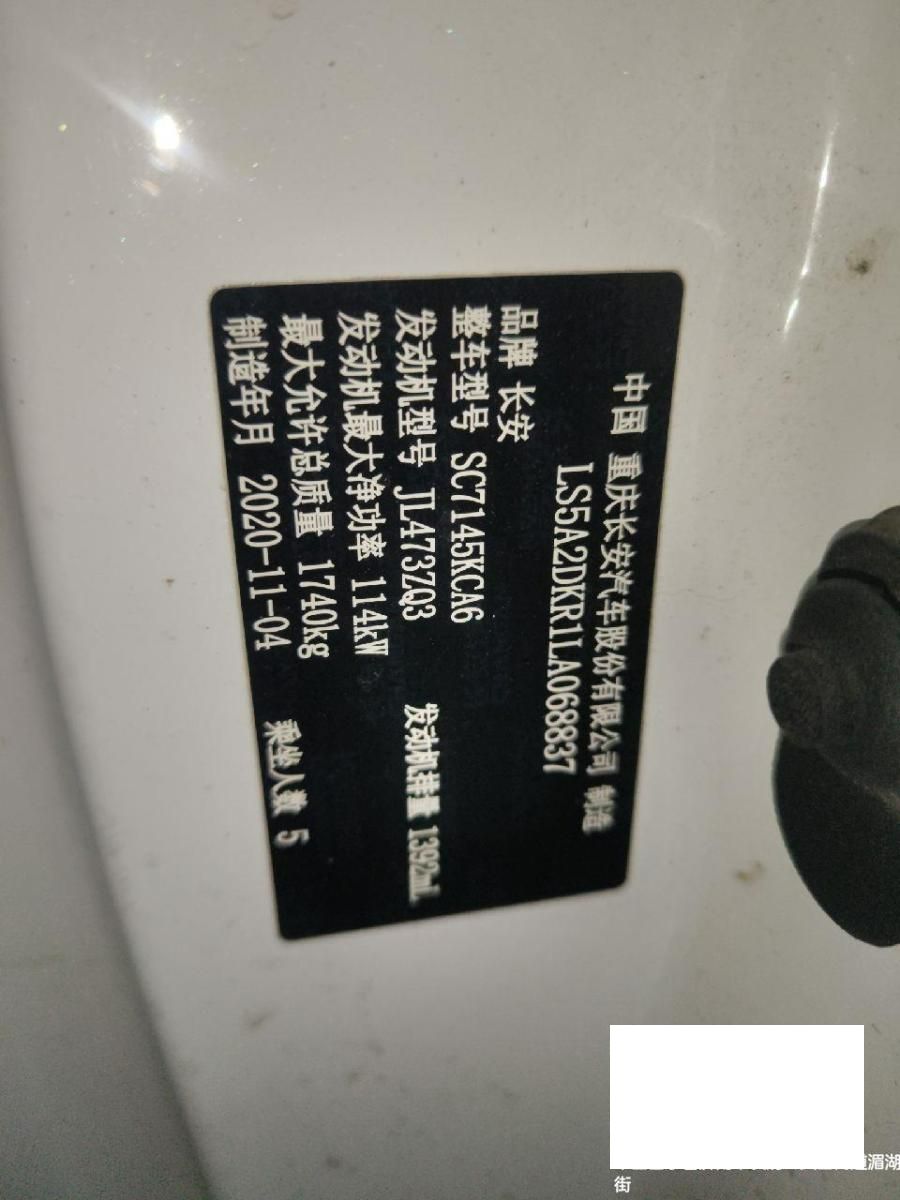 中国 重庆长安汽车股份有限公司 制造
LS5A2DKR1LA068837
品牌 长安
整车型号 SC7145KCA6
发动机型号 JL473ZQ3 发动机排量 1392mL
发动机最大净功率 114kW
最大允许总质量 1740kg
制造年月 2020-11-04 乘坐人数 5
湄湖
街